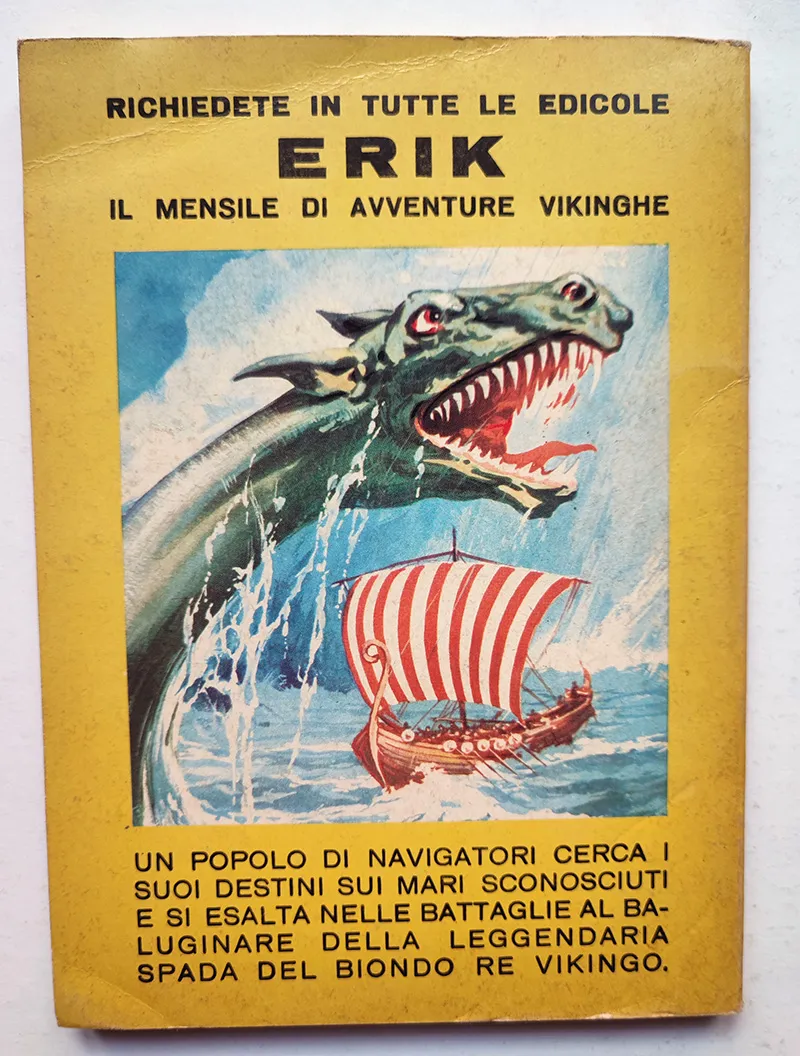 RICHIEDETE IN TUTTE LE EDICOLE
ERIK
IL MENSILE DI AVVENTURE VIKINGHE
UN POPOLO DI NAVIGATORI CERCA I
SUOI DESTINI SUI MARI SCONOSCIUTI
E SI ESALTA NELLE BATTAGLIE AL BA-
LUGINARE DELLA LEGGENDARIA
SPADA DEL BIONDO RE VIKINGO.